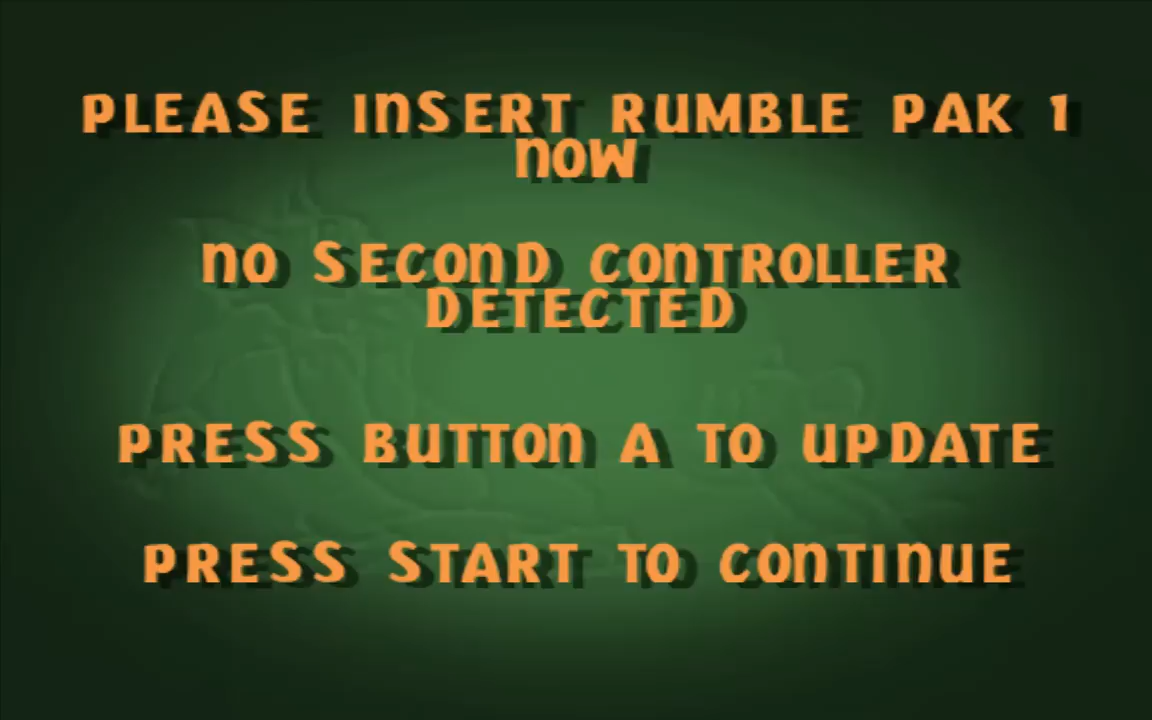 PLEASE INSERT RUMBLE PAK 1
NOW
NO SECOND CONTROLLER
DETECTED
PRESS BUTTON A TO UPDATE
PRESS START TO CONTINUE